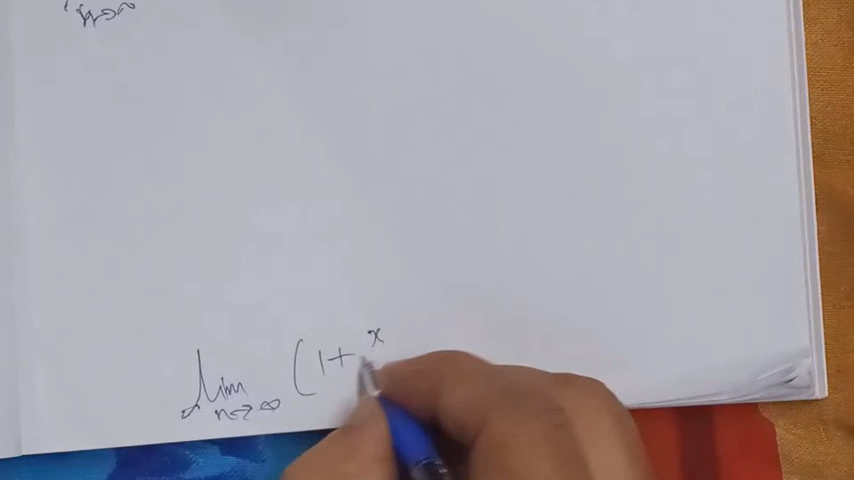 n→∞
lim (1+ x
n→∞